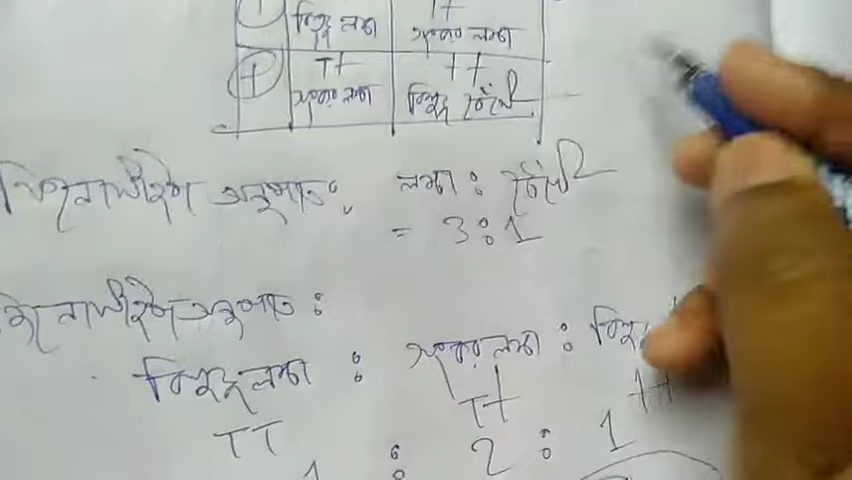 T Tt
বিশুদ্ধ লম্বা সংকর লম্বা
t Tt tt
সংকর লম্বা বিশুদ্ধ বেঁটে
ফিনোটাইপ অনুপাত: লম্বা : বেঁটে
= 3:1
জিনোটাইপ অনুপাত :
বিশুদ্ধ লম্বা : সংকর লম্বা : বিশুদ্ধ
TT Tt tt
1 : 2 : 1